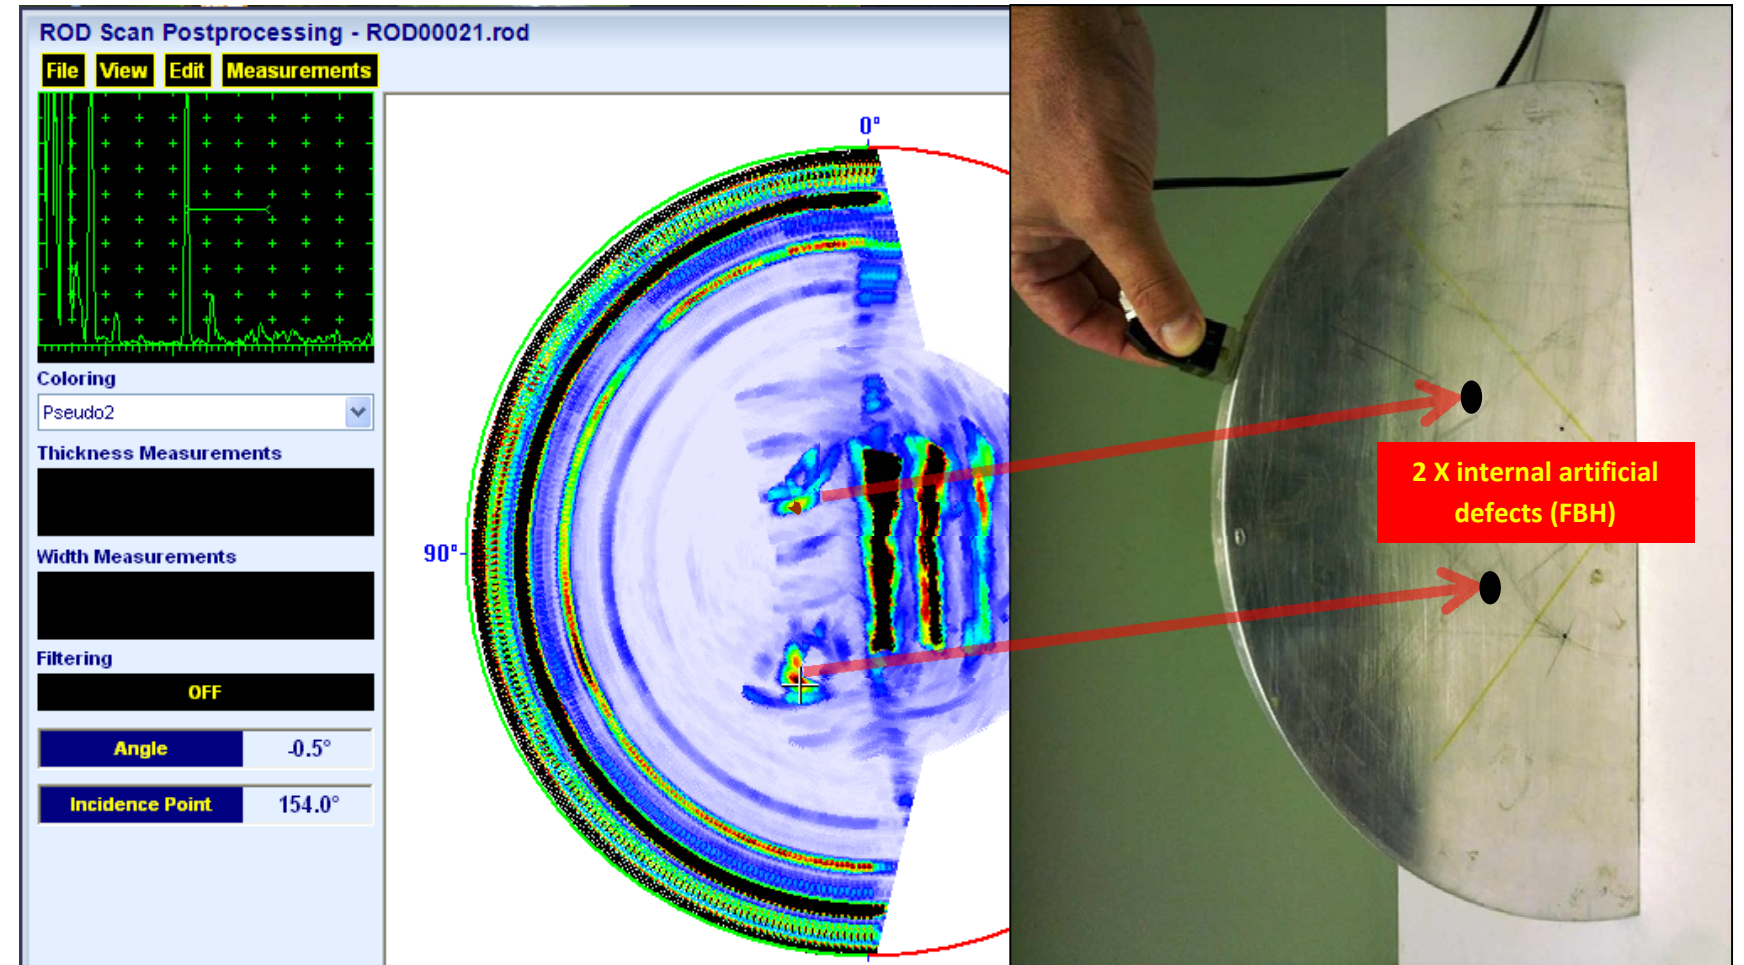 ROD Scan Postprocessing - ROD00021.rod
File View Edit Measurements
0°
90°
Coloring
Pseudo2
Thickness Measurements
Width Measurements
Filtering
OFF
Angle -0.5°
Incidence Point 154.0°
2 X internal artificial
defects (FBH)